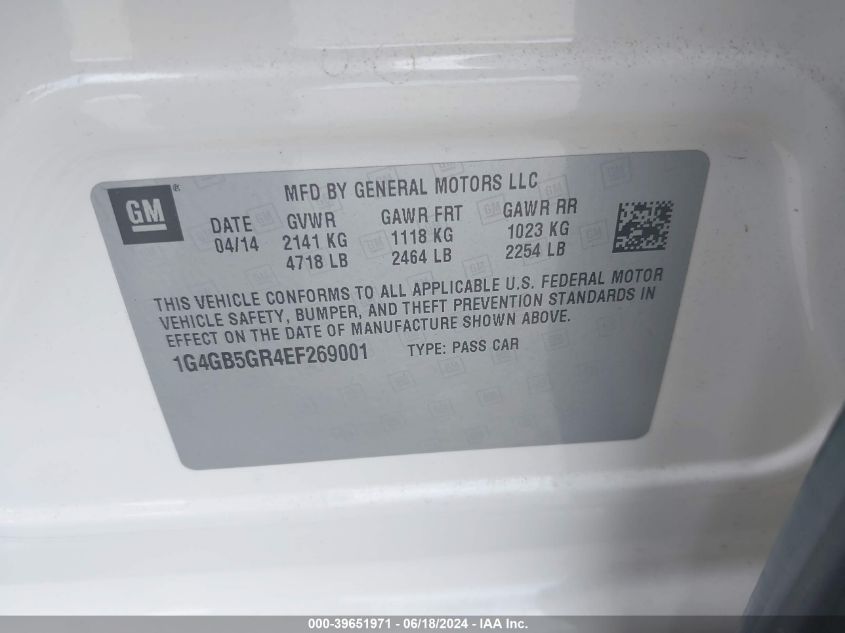 GM®
MFD BY GENERAL MOTORS LLC
DATE GVWR GAWR FRT GAWR RR
04/14 2141 KG 1118 KG 1023 KG
4718 LB 2464 LB 2254 LB
THIS VEHICLE CONFORMS TO ALL APPLICABLE U.S. FEDERAL MOTOR
VEHICLE SAFETY, BUMPER, AND THEFT PREVENTION STANDARDS IN
EFFECT ON THE DATE OF MANUFACTURE SHOWN ABOVE.
1G4GB5GR4EF269001 TYPE: PASS CAR
000-39651971 - 06/18/2024 - IAA Inc.